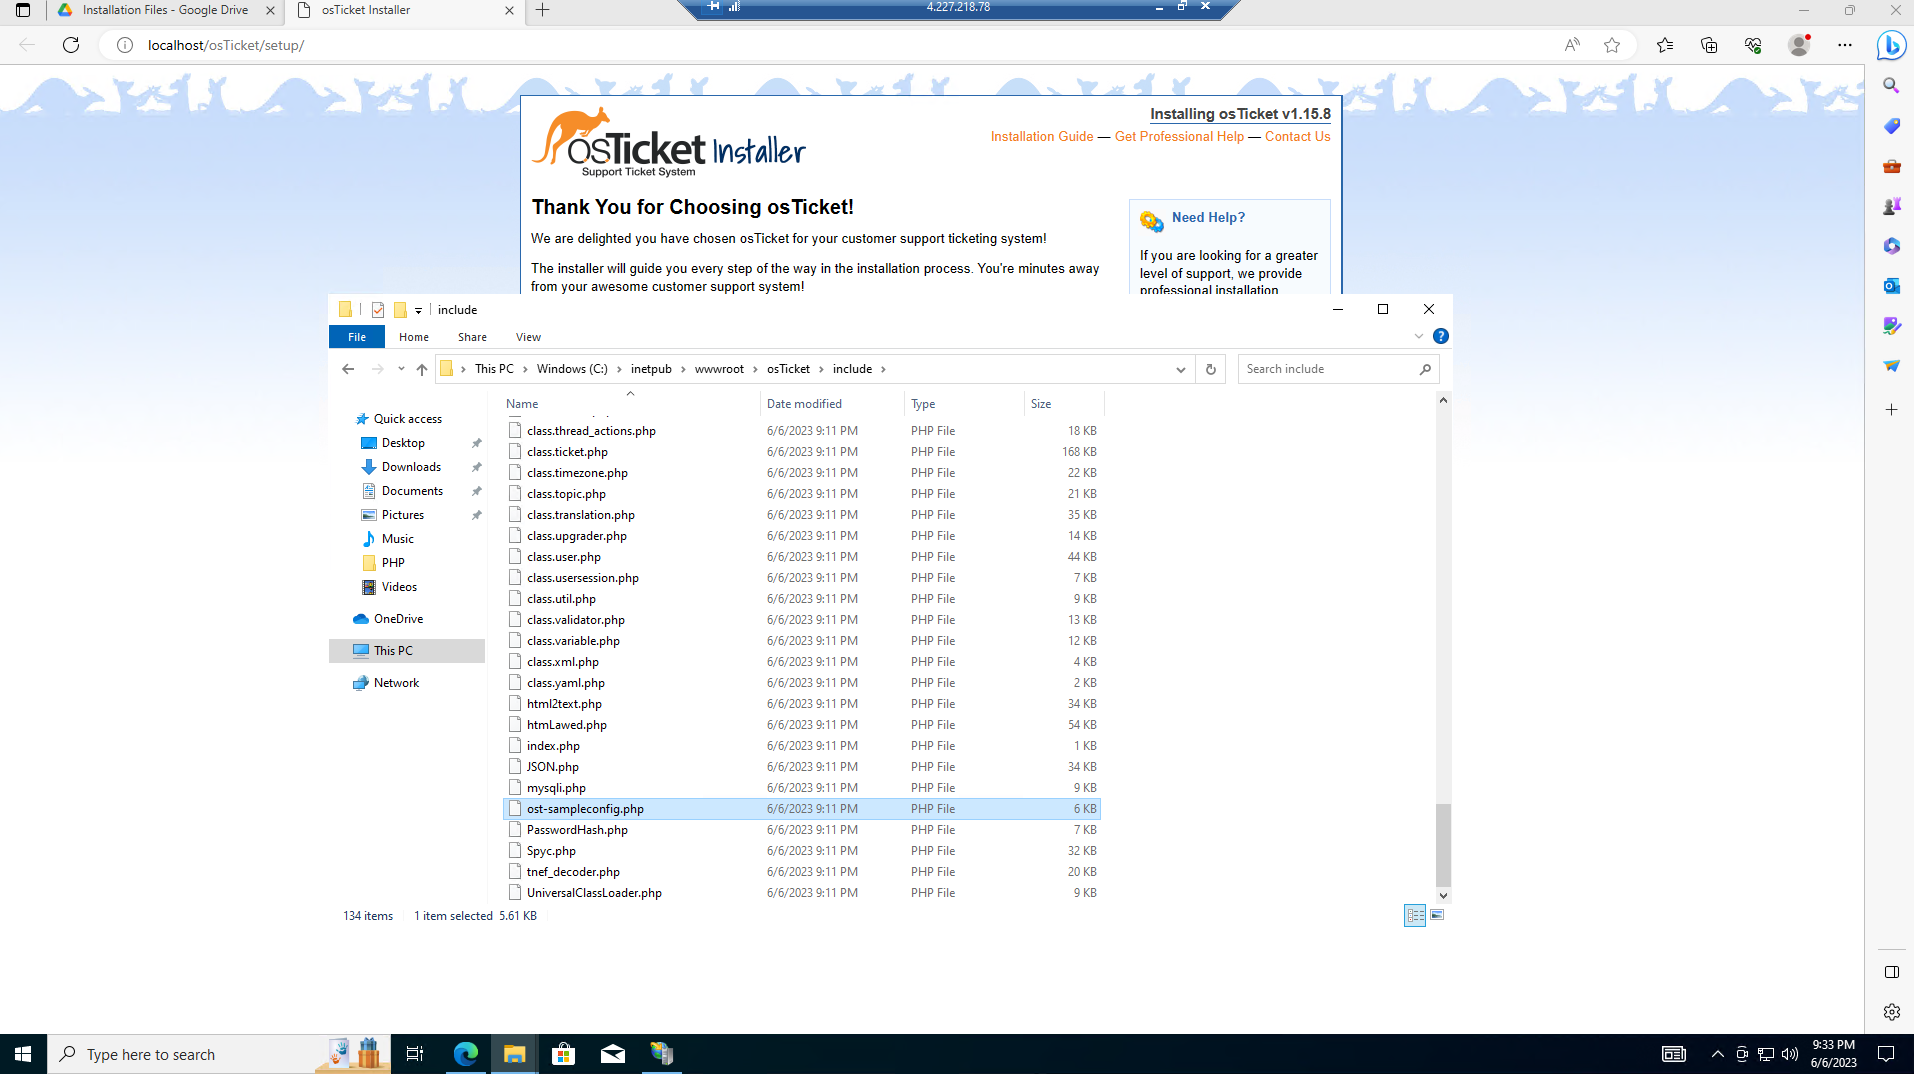 Installation Files - Google Drive
osTicket Installer
4.227.218.78
localhost/osTicket/setup/
osTicket Installer
Support Ticket System
Installing osTicket v1.15.8
Installation Guide — Get Professional Help — Contact Us
Thank You for Choosing osTicket!
We are delighted you have chosen osTicket for your customer support ticketing system!
The installer will guide you every step of the way in the installation process. You're minutes away
from your awesome customer support system!
Need Help?
If you are looking for a greater
level of support, we provide
professional installation
include
File Home Share View
This PC > Windows (C:) > inetpub > wwwroot > osTicket > include >
Search include
Quick access
Desktop
Downloads
Documents
Pictures
Music
PHP
Videos
OneDrive
This PC
Network
Name Date modified Type Size
class.thread_actions.php 6/6/2023 9:11 PM PHP File 18 KB
class.ticket.php 6/6/2023 9:11 PM PHP File 168 KB
class.timezone.php 6/6/2023 9:11 PM PHP File 22 KB
class.topic.php 6/6/2023 9:11 PM PHP File 21 KB
class.translation.php 6/6/2023 9:11 PM PHP File 35 KB
class.upgrader.php 6/6/2023 9:11 PM PHP File 14 KB
class.user.php 6/6/2023 9:11 PM PHP File 44 KB
class.usersession.php 6/6/2023 9:11 PM PHP File 7 KB
class.util.php 6/6/2023 9:11 PM PHP File 9 KB
class.validator.php 6/6/2023 9:11 PM PHP File 13 KB
class.variable.php 6/6/2023 9:11 PM PHP File 12 KB
class.xml.php 6/6/2023 9:11 PM PHP File 4 KB
class.yaml.php 6/6/2023 9:11 PM PHP File 2 KB
html2text.php 6/6/2023 9:11 PM PHP File 34 KB
htmLawed.php 6/6/2023 9:11 PM PHP File 54 KB
index.php 6/6/2023 9:11 PM PHP File 1 KB
JSON.php 6/6/2023 9:11 PM PHP File 34 KB
mysqli.php 6/6/2023 9:11 PM PHP File 9 KB
ost-sampleconfig.php 6/6/2023 9:11 PM PHP File 6 KB
PasswordHash.php 6/6/2023 9:11 PM PHP File 7 KB
Spyc.php 6/6/2023 9:11 PM PHP File 32 KB
tnef_decoder.php 6/6/2023 9:11 PM PHP File 20 KB
UniversalClassLoader.php 6/6/2023 9:11 PM PHP File 9 KB
134 items 1 item selected 5.61 KB
Type here to search
9:33 PM
6/6/2023